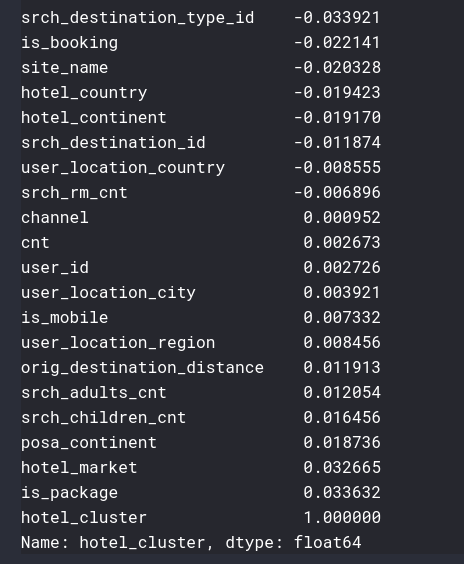 srch_destination_type_id -0.033921
is_booking -0.022141
site_name -0.020328
hotel_country -0.019423
hotel_continent -0.019170
srch_destination_id -0.011874
user_location_country -0.008555
srch_rm_cnt -0.006896
channel 0.000952
cnt 0.002673
user_id 0.002726
user_location_city 0.003921
is_mobile 0.007332
user_location_region 0.008456
orig_destination_distance 0.011913
srch_adults_cnt 0.012054
srch_children_cnt 0.016456
posa_continent 0.018736
hotel_market 0.032665
is_package 0.033632
hotel_cluster 1.000000
Name: hotel_cluster, dtype: float64